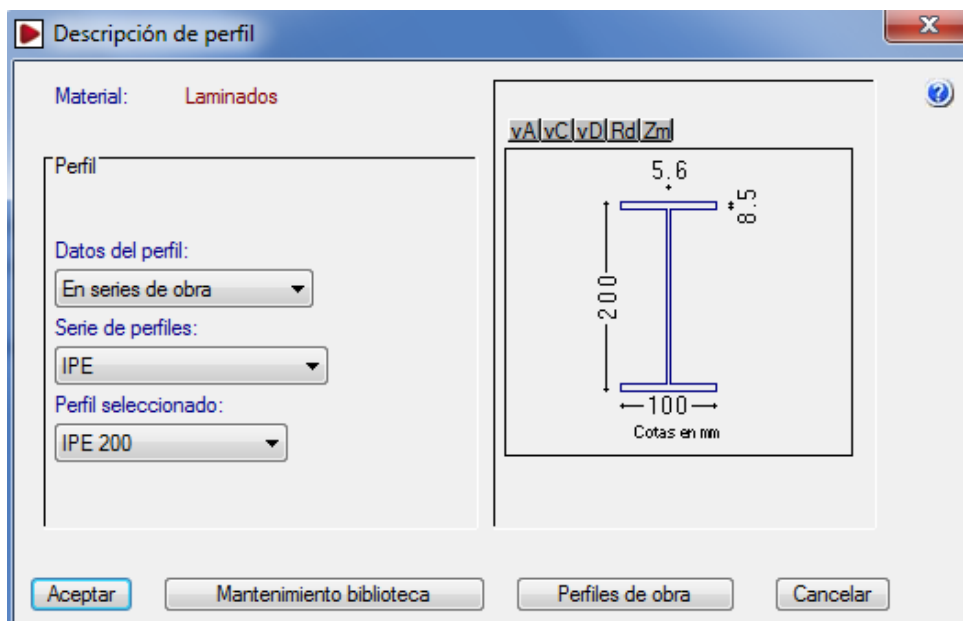 Descripción de perfil
Material: Laminados
Perfil
Datos del perfil:
En series de obra
Serie de perfiles:
IPE
Perfil seleccionado:
IPE 200
vA vC vD Rd Zm
5.6
8.5
200
100
Cotas en mm
Aceptar
Mantenimiento biblioteca
Perfiles de obra
Cancelar